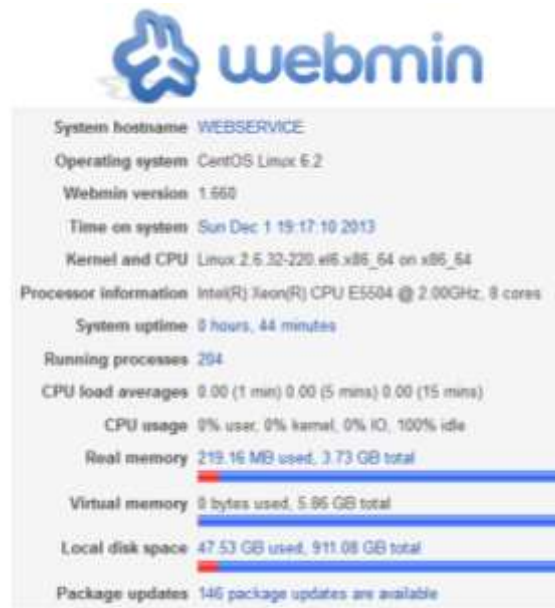 webmin
System hostname WEBSERVICE
Operating system CentOS Linux 6.2
Webmin version 1.660
Time on system Sun Dec 1 19:17:10 2013
Kernel and CPU Linux 2.6.32-220.el6.x86_64 on x86_64
Processor information Intel(R) Xeon(R) CPU E5504 @ 2.00GHz, 8 cores
System uptime 0 hours, 44 minutes
Running processes 204
CPU load averages 0.00 (1 min) 0.00 (5 mins) 0.00 (15 mins)
CPU usage 0% user, 0% kernel, 0% IO, 100% idle
Real memory 219.16 MB used, 3.73 GB total
Virtual memory 0 bytes used, 5.86 GB total
Local disk space 47.53 GB used, 911.08 GB total
Package updates 146 package updates are available